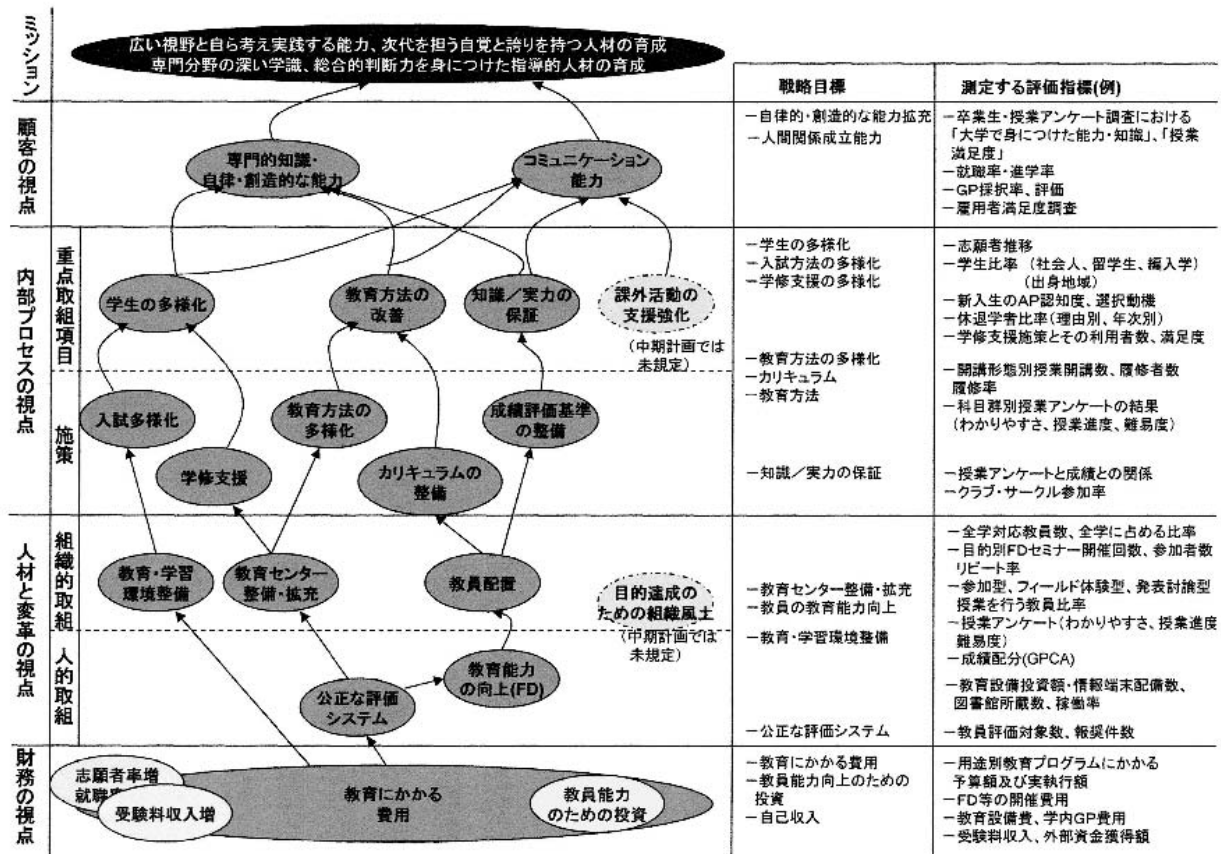 ミッション
広い視野と自ら考え実践する能力、次代を担う自覚と誇りを持つ人材の育成
専門分野の深い学識、総合的判断力を身につけた指導的人材の育成
戦略目標
測定する評価指標(例)
顧客の視点
専門的知識・
自律・創造的な能力
コミュニケーション
能力
－自律的・創造的な能力拡充
－人間関係成立能力
－卒業生・授業アンケート調査における
「大学で身につけた能力・知識」、「授業
満足度」
－就職率・進学率
－GP採択率、評価
－雇用者満足度調査
内部プロセスの視点
重点取組項目
学生の多様化
教育方法の
改善
知識／実力の
保証
課外活動の
支援強化
(中期計画では
未規定)
－学生の多様化
－入試方法の多様化
－学修支援の多様化
－志願者推移
－学生比率 (社会人、留学生、編入学)
(出身地域)
－新入生のAP認知度、選択動機
－休退学者比率(理由別、年次別)
－学修支援施策とその利用者数、満足度
施策
入試多様化
教育方法の
多様化
成績評価基準
の整備
学修支援
カリキュラムの
整備
－教育方法の多様化
－カリキュラム
－教育方法
－知識／実力の保証
－開講形態別授業開講数、履修者数
履修率
－科目群別授業アンケートの結果
(わかりやすさ、授業進度、難易度)
－授業アンケートと成績との関係
－クラブ・サークル参加率
人材と変革の視点
組織的取組
教育・学習
環境整備
教育センター
整備・拡充
教員配置
目的達成の
ための組織風土
(中期計画では
未規定)
人的取組
教育能力
の向上(FD)
公正な評価
システム
－教育センター整備・拡充
－教員の教育能力向上
－教育・学習環境整備
－公正な評価システム
－全学対応教員数、全学に占める比率
－目的別FDセミナー開催回数、参加者数
リピート率
－参加型、フィールド体験型、発表討論型
授業を行う教員比率
－授業アンケート(わかりやすさ、授業進度
難易度)
－成績配分(GPCA)
－教育設備投資額・情報端末配備数、
図書館所蔵数、稼働率
－教員評価対象数、報奨件数
財務の視点
志願者率増
就職
受験料収入増
教育にかかる
費用
教員能力
のための投資
－教育にかかる費用
－教員能力向上のための
投資
－自己収入
－用途別教育プログラムにかかる
予算額及び実執行額
－FD等の開催費用
－教育設備費、学内GP費用
－受験料収入、外部資金獲得額